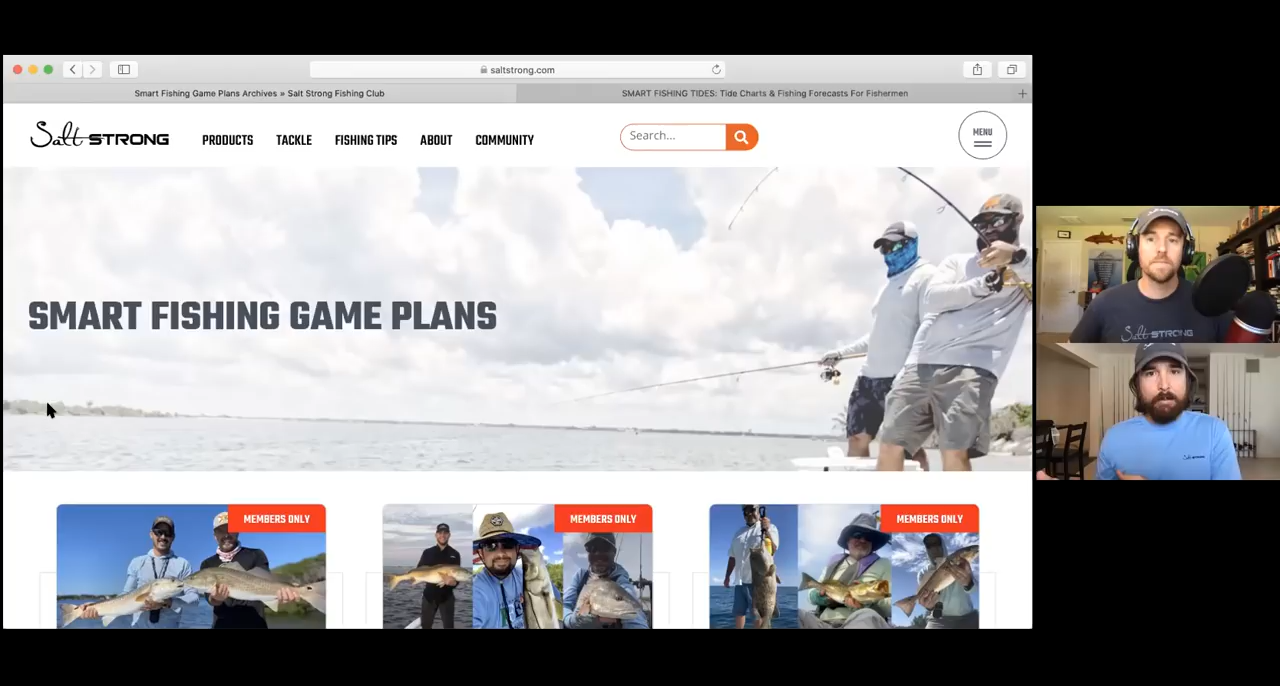 saltstrong.com
Smart Fishing Game Plans Archives » Salt Strong Fishing Club
SMART FISHING TIDES: Tide Charts & Fishing Forecasts For Fishermen
Salt STRONG
PRODUCTS
TACKLE
FISHING TIPS
ABOUT
COMMUNITY
Search...
MENU
SMART FISHING GAME PLANS
MEMBERS ONLY
MEMBERS ONLY
MEMBERS ONLY
Salt STRONG